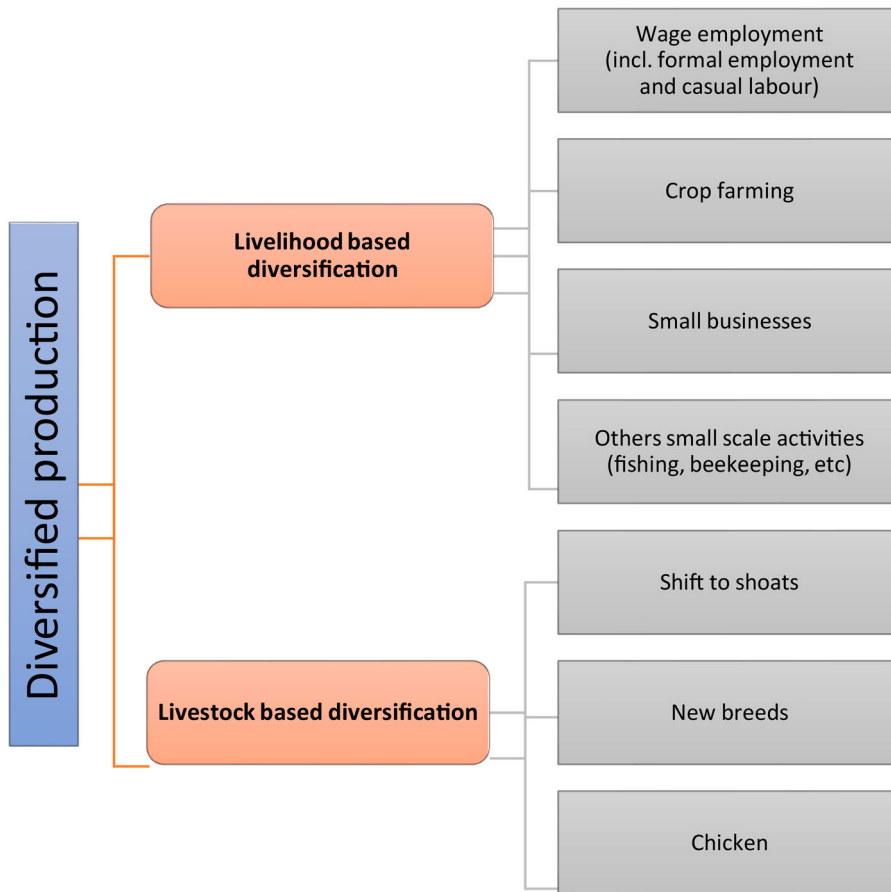 Diversified production
Livelihood based
diversification
Livestock based diversification
Wage employment
(incl. formal employment
and casual labour)
Crop farming
Small businesses
Others small scale activities
(fishing, beekeeping, etc)
Shift to shoats
New breeds
Chicken